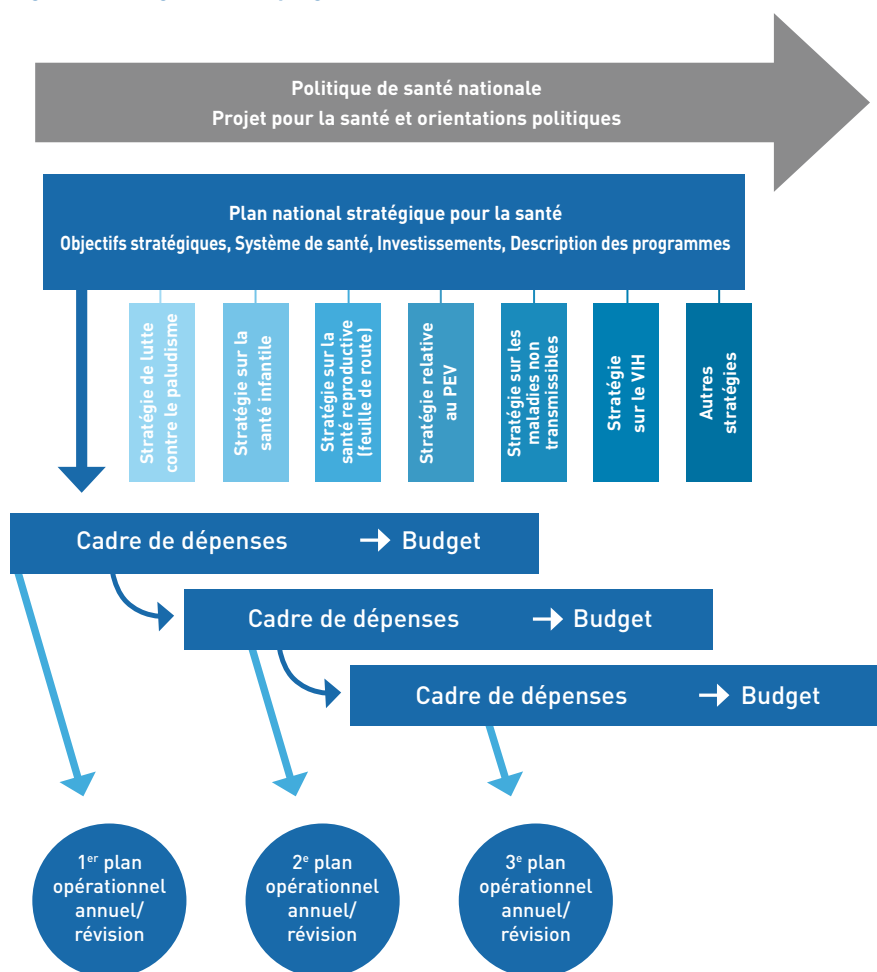 Politique de santé nationale
Projet pour la santé et orientations politiques
Plan national stratégique pour la santé
Objectifs stratégiques, Système de santé, Investissements, Description des programmes
Stratégie de lutte
contre le paludisme
Stratégie sur la
santé infantile
Stratégie sur la
santé reproductive
(feuille de route)
Stratégie relative
au PEV
Stratégie sur les
maladies non
transmissibles
Stratégie
sur le VIH
Autres
stratégies
Cadre de dépenses → Budget
Cadre de dépenses → Budget
Cadre de dépenses → Budget
1er plan
opérationnel
annuel/
révision
2e plan
opérationnel
annuel/
révision
3e plan
opérationnel
annuel/
révision